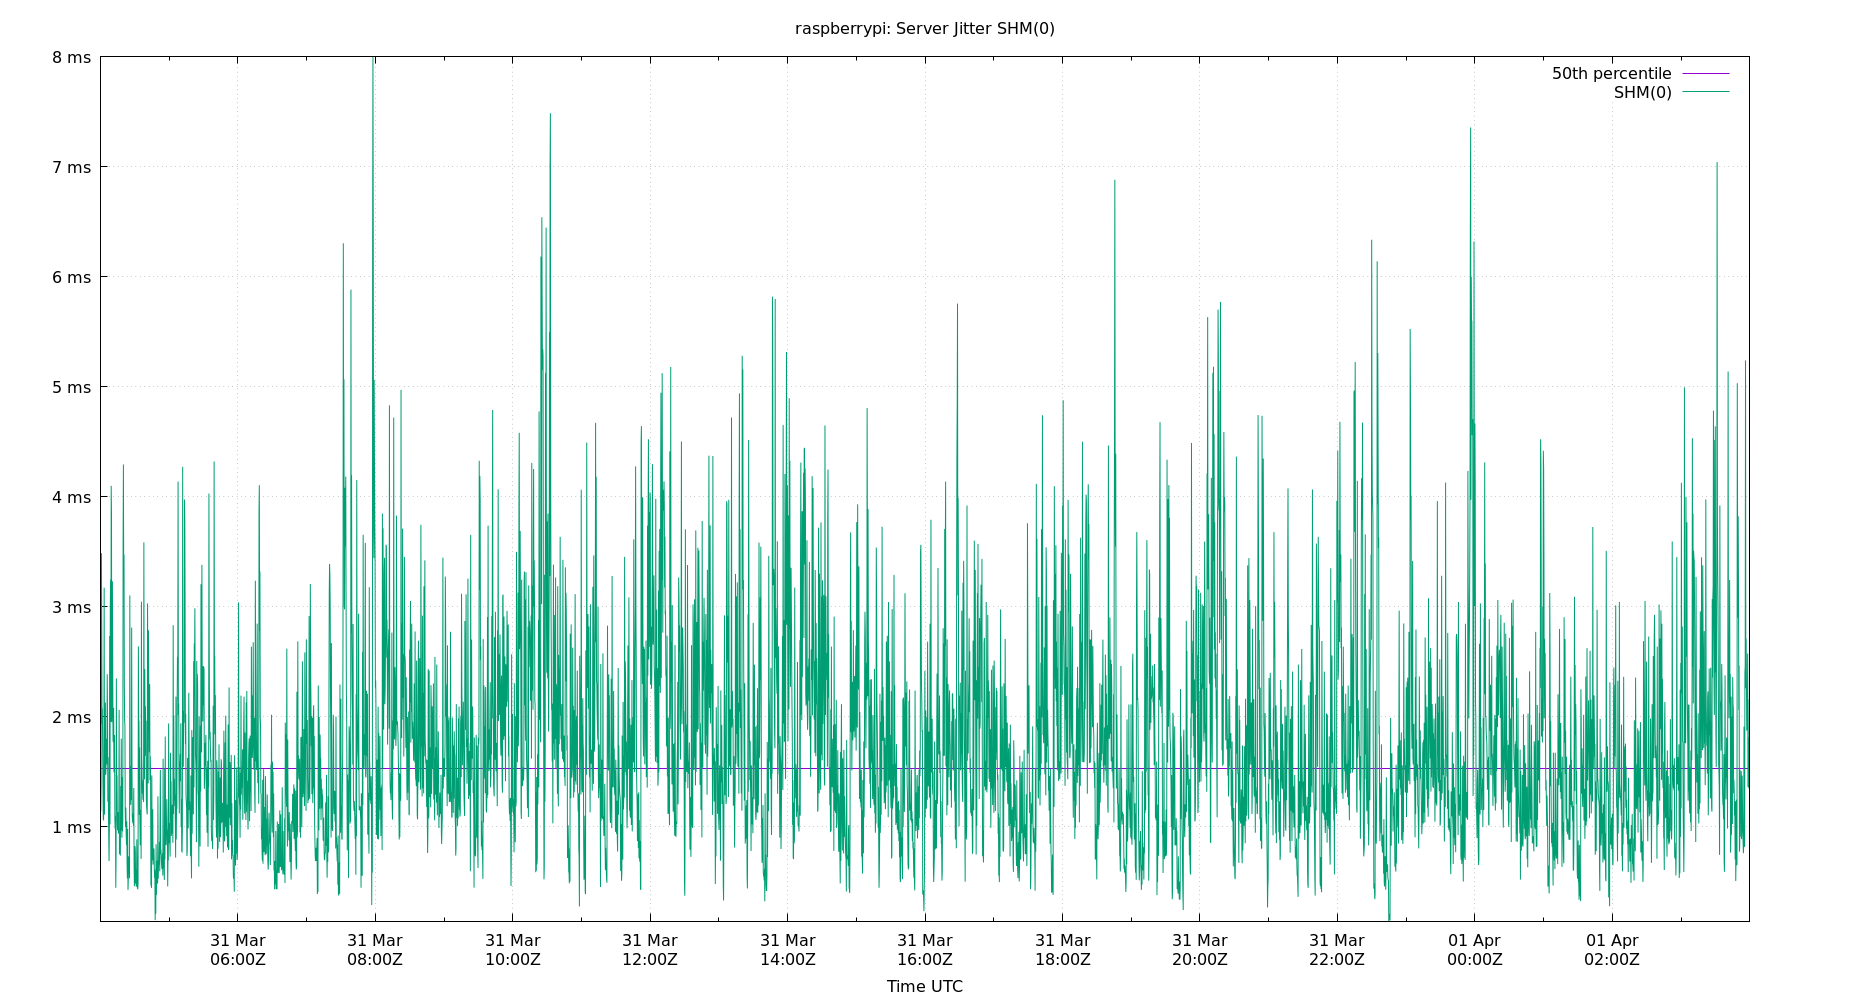 raspberrypi: Server Jitter SHM(0)
8 ms
50th percentile
SHM(0)
7 ms
6 ms
5 ms
4 ms
3 ms
2 ms
1 ms
31 Mar 31 Mar 31 Mar 31 Mar 31 Mar 31 Mar 31 Mar 31 Mar 31 Mar 01 Apr 01 Apr
06:00Z 08:00Z 10:00Z 12:00Z 14:00Z 16:00Z 18:00Z 20:00Z 22:00Z 00:00Z 02:00Z
Time UTC